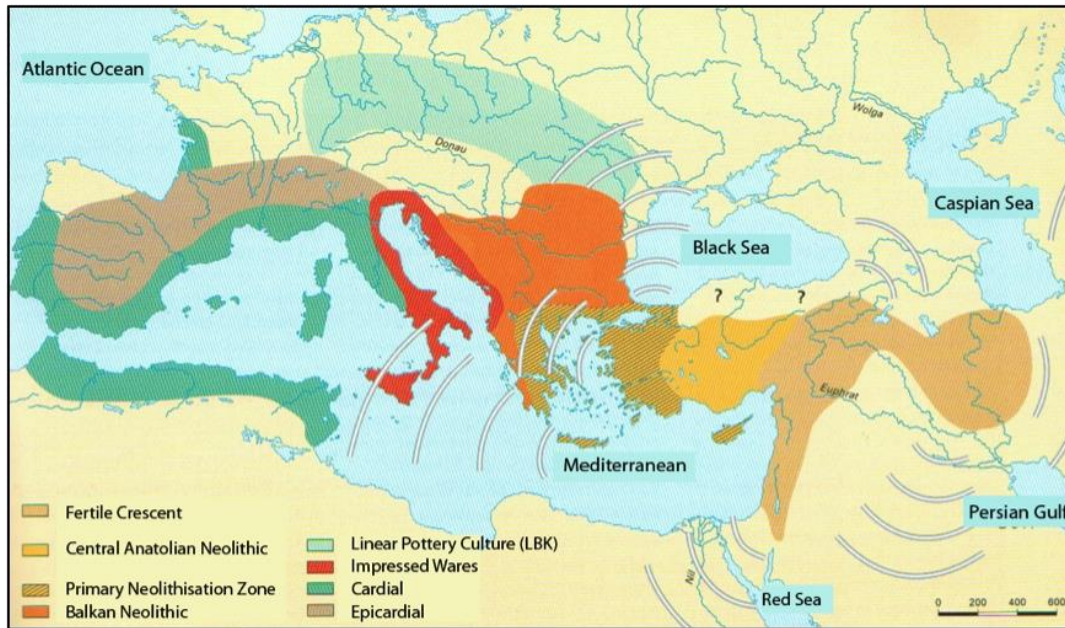 Atlantic Ocean
Wolga
Donau
Caspian Sea
Black Sea
?
?
Euphrat
Mediterranean
Persian Gulf
Nil
Red Sea
Fertile Crescent
Central Anatolian Neolithic
Primary Neolithisation Zone
Balkan Neolithic
Linear Pottery Culture (LBK)
Impressed Wares
Cardial
Epicardial
0 200 400 600